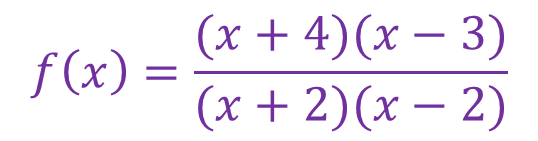 f(x) = (x + 4)(x − 3)
(x + 2)(x − 2)